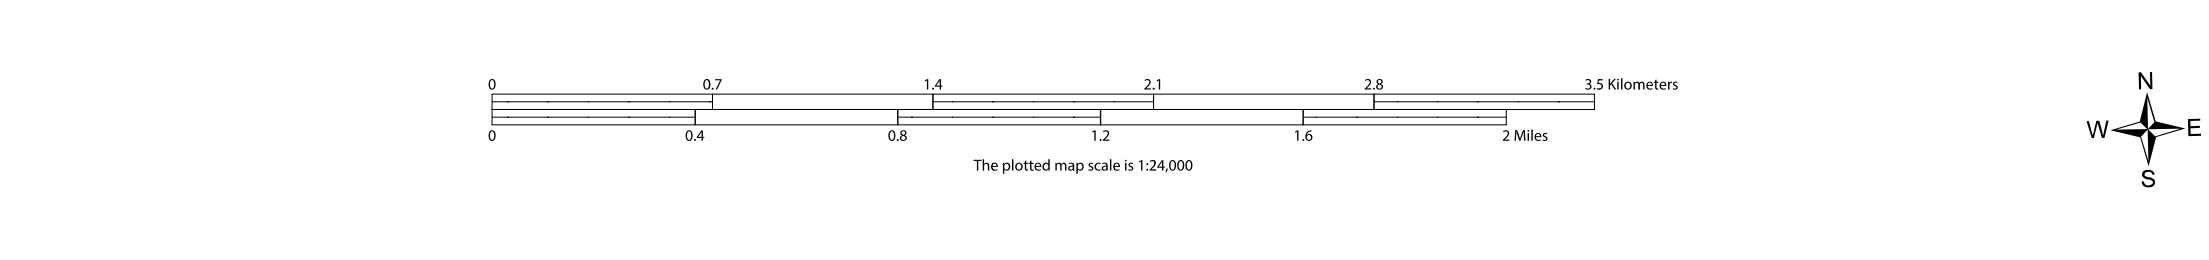 0 0.7 1.4 2.1 2.8 3.5 Kilometers
0 0.4 0.8 1.2 1.6 2 Miles
The plotted map scale is 1:24,000
N
W E
S